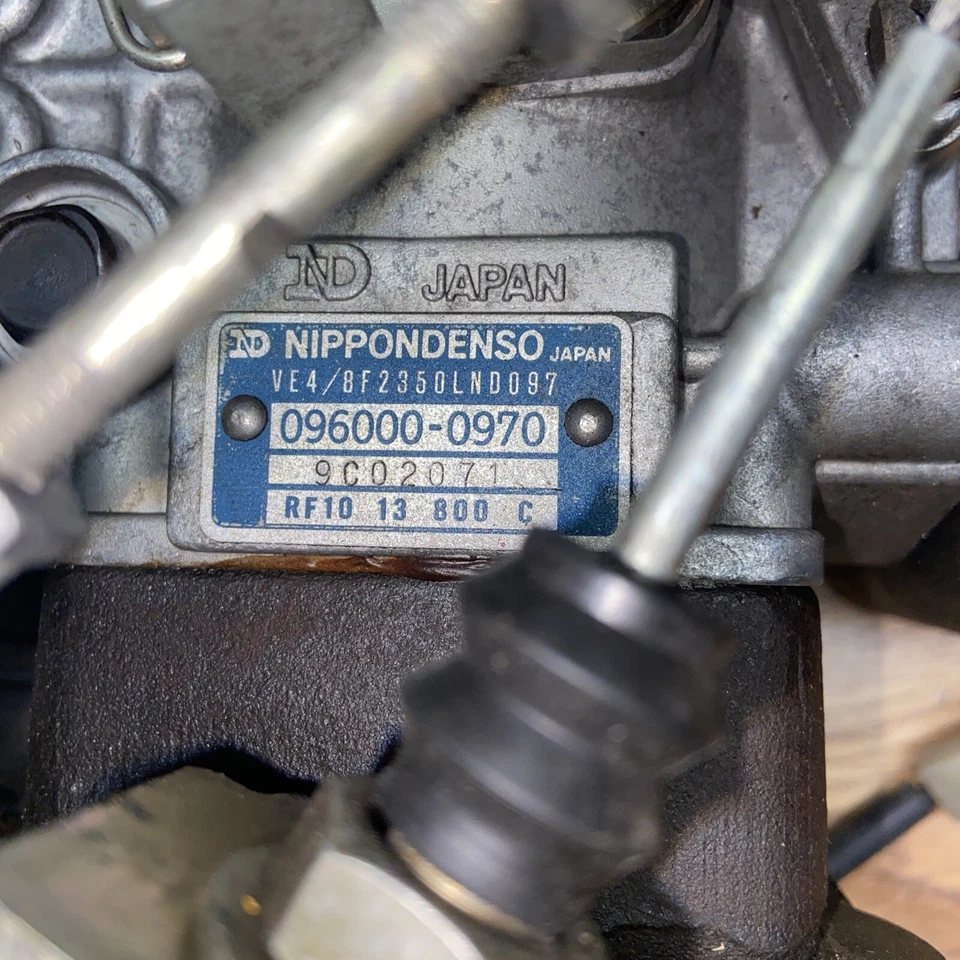 ND JAPAN
ND NIPPONDENSO JAPAN
VE4/8F2350LND097
096000-0970
9C02071
RF10 13 800 C